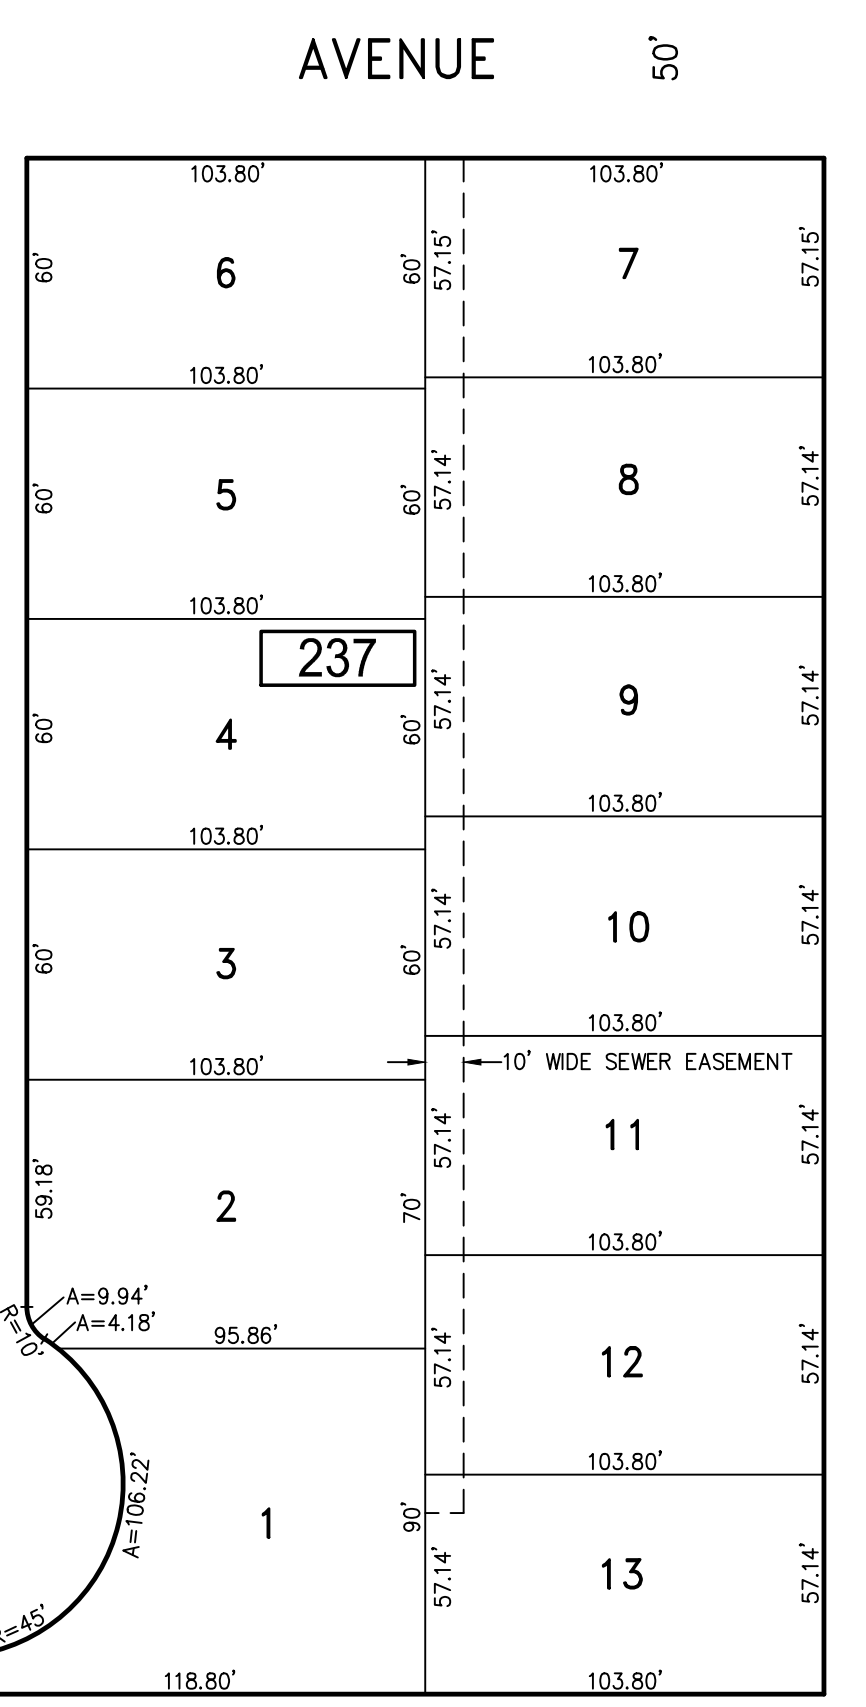 AVENUE 50'
103.80' 103.80'
60' 6 60' 57.15' 7 57.15'
103.80' 103.80'
60' 5 60' 57.14' 8 57.14'
103.80' 103.80'
237
60' 4 60' 57.14' 9 57.14'
103.80' 103.80'
60' 3 60' 57.14' 10 57.14'
103.80' 103.80'
10' WIDE SEWER EASEMENT
59.18' 2 70' 57.14' 11 57.14'
103.80'
A=9.94'
R=10'
A=4.18'
95.86' 57.14' 12 57.14'
103.80'
A=106.22' 1 90' 57.14' 13 57.14'
R=45'
118.80' 103.80'